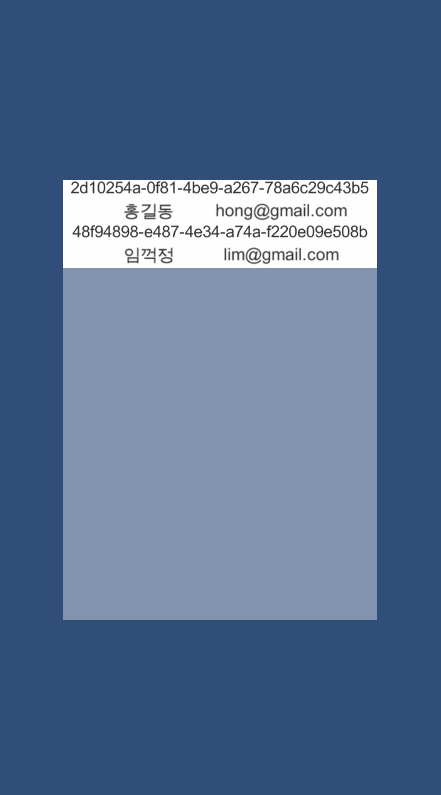 2d10254a-0f81-4be9-a267-78a6c29c43b5
홍길동 hong@gmail.com
48f94898-e487-4e34-a74a-f220e09e508b
임꺽정 lim@gmail.com